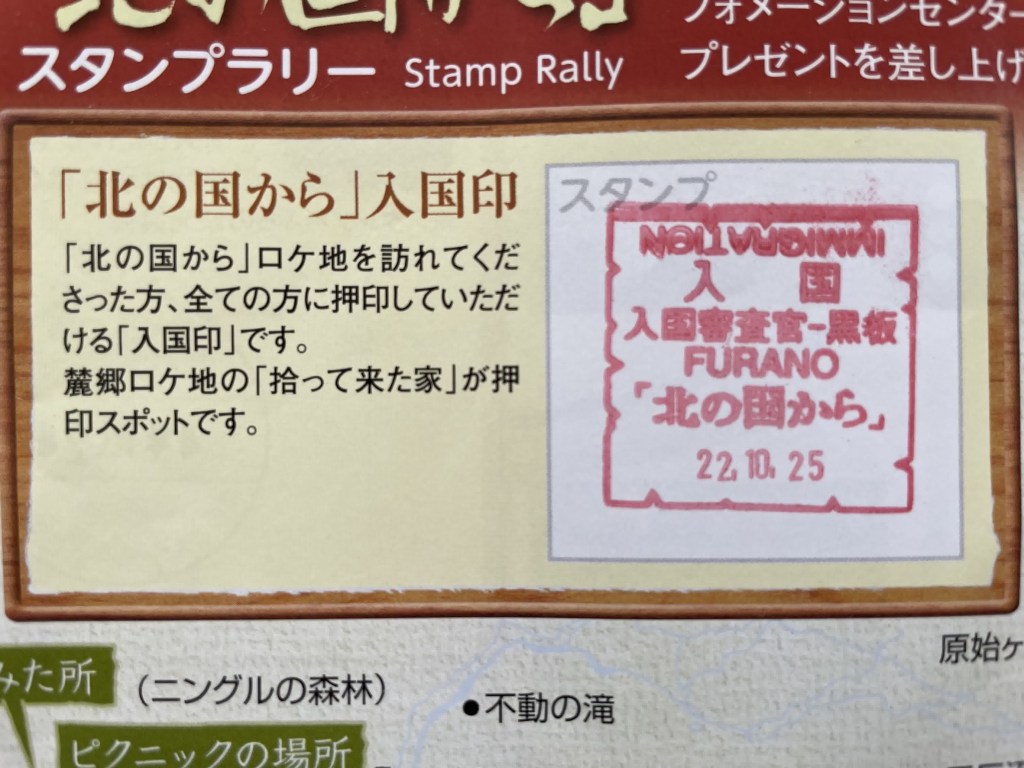 スタンプラリー Stamp Rally
フォメーションセンター
プレゼントを差し上げ
「北の国から」入国印
「北の国から」ロケ地を訪れてくだ
さった方、全ての方に押印していただ
ける「入国印」です。
麓郷ロケ地の「拾って来た家」が押
印スポットです。
スタンプ
IMMIGRATION
入 国
入国審査官-黒板
FURANO
「北の国から」
22.10.25
原始ケ
みた所
(ニングルの森林)
●不動の滝
ピクニックの場所